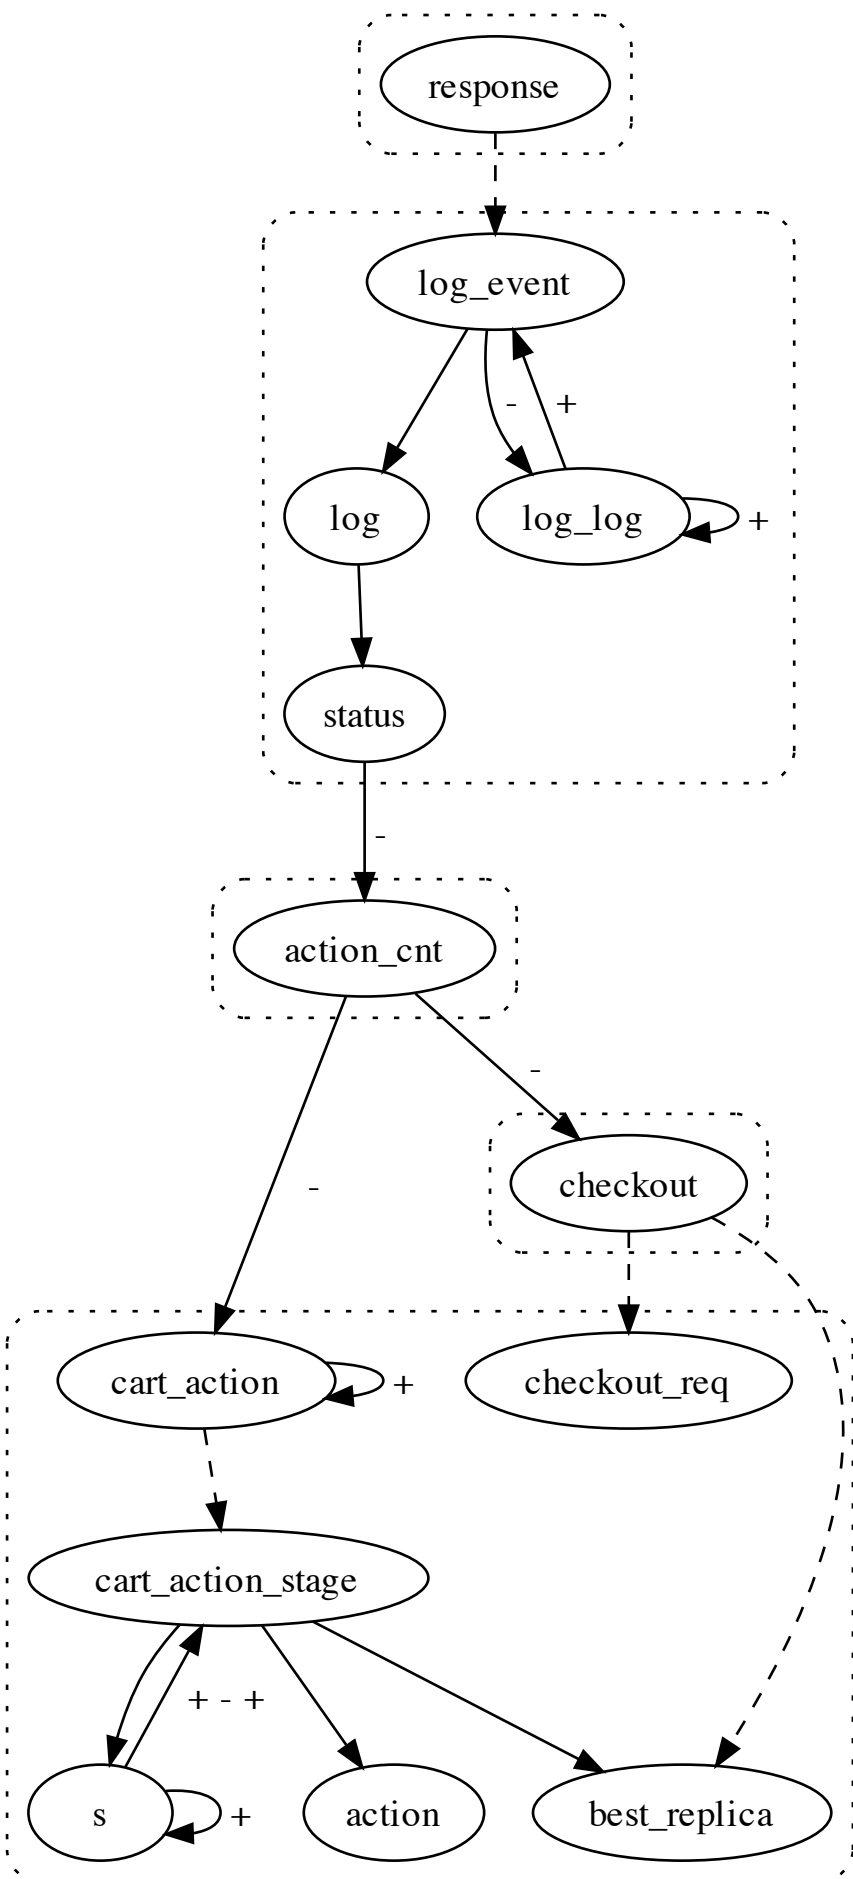 response
log_event
- +
log
log_log
+
status
-
action_cnt
-
checkout
-
cart_action
+
checkout_req
cart_action_stage
+ - +
s
+
action
best_replica